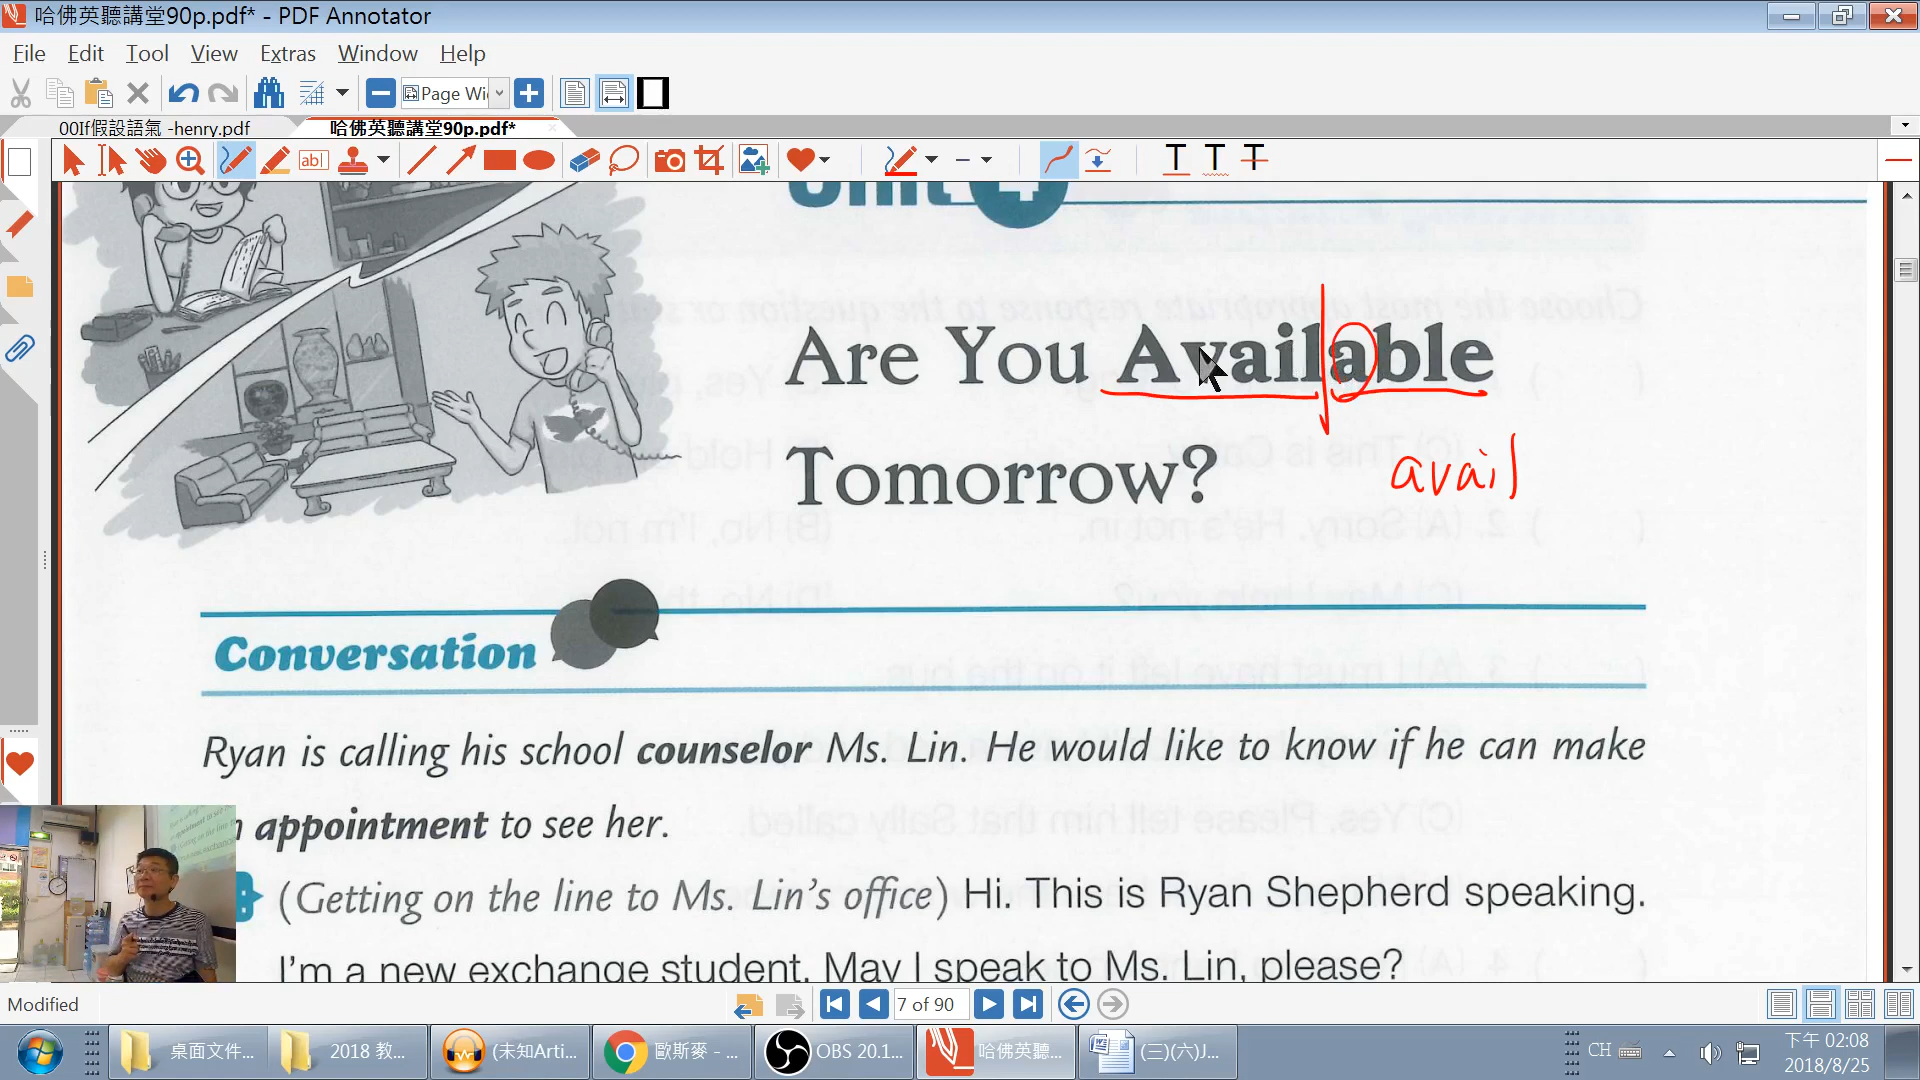 哈佛英聽講堂90p.pdf* - PDF Annotator
File Edit Tool View Extras Window Help
Page Wi
00If假設語氣 -henry.pdf
哈佛英聽講堂90p.pdf*
Unit 4
Are You Available
Tomorrow?
avail
Conversation
Ryan is calling his school counselor Ms. Lin. He would like to know if he can make
appointment to see her.
(Getting on the line to Ms. Lin's office) Hi. This is Ryan Shepherd speaking.
I'm a new exchange student. May I speak to Ms. Lin, please?
Modified
7 of 90
桌面文件...
2018 教...
(未知Arti...
歐斯麥 - ...
OBS 20.1...
哈佛英聽...
(三)(六)J...
CH
下午 02:08
2018/8/25